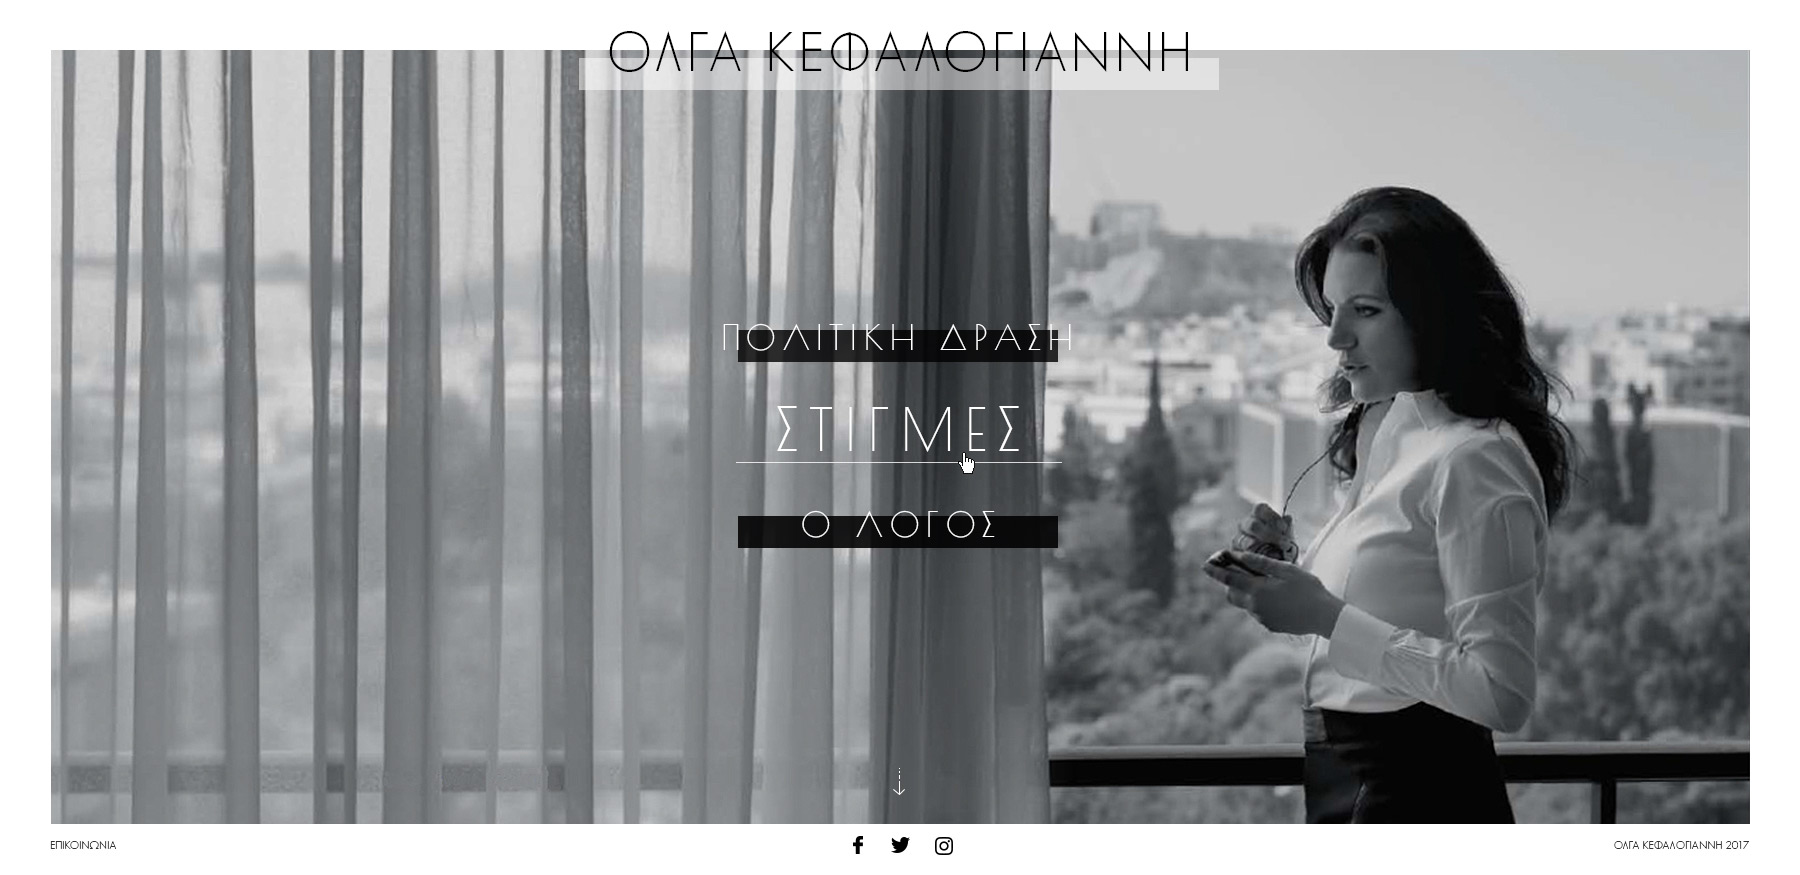 ΟΛΓΑ ΚΕΦΑΛΟΓΙΑΝΝΗ
ΠΟΛΙΤΙΚΗ ΔΡΑΣΗ
ΣΤΙΓΜΕΣ
Ο ΛΟΓΟΣ
ΕΠΙΚΟΙΝΩΝΙΑ
ΟΛΓΑ ΚΕΦΑΛΟΓΙΑΝΝΗ 2017